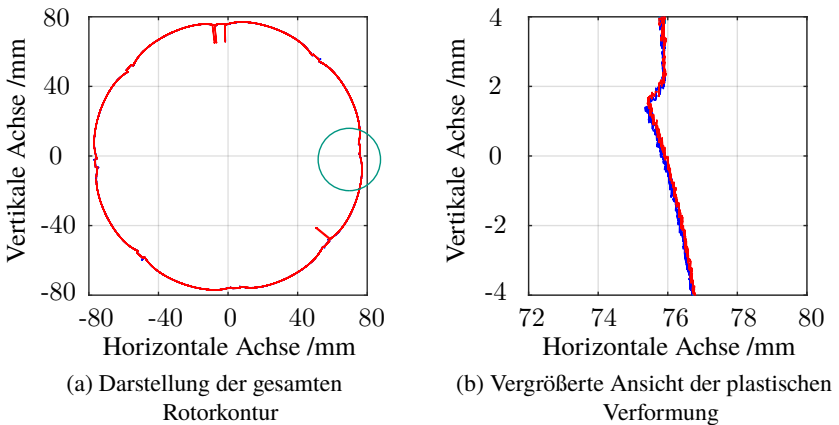 80
40
0
-40
-80
Vertikale Achse /mm
-80
-40
0
40
80
Horizontale Achse /mm
(a) Darstellung der gesamten
Rotorkontur
4
2
0
-2
-4
Vertikale Achse /mm
72
74
76
78
80
Horizontale Achse /mm
(b) Vergrößerte Ansicht der plastischen
Verformung